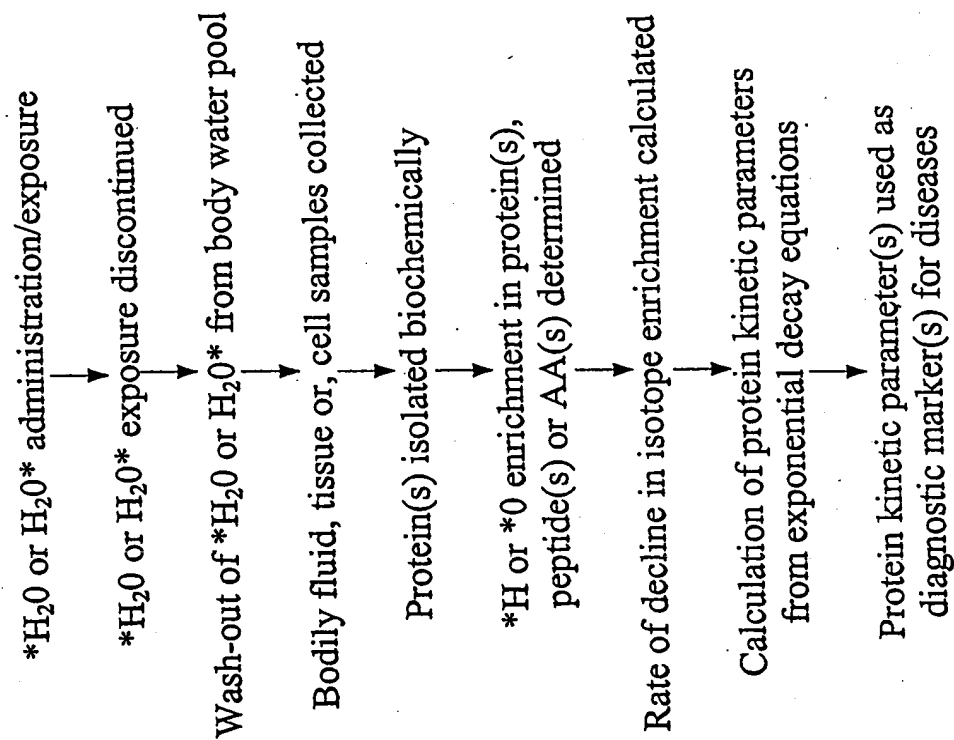 *H₂0 or H₂0* administration/exposure
*H₂0 or H₂0* exposure discontinued
Wash-out of *H₂0 or H₂0* from body water pool
Bodily fluid, tissue or, cell samples collected
Protein(s) isolated biochemically
*H or *0 enrichment in protein(s),
peptide(s) or AA(s) determined
Rate of decline in isotope enrichment calculated
Calculation of protein kinetic parameters
from exponential decay equations
Protein kinetic parameter(s) used as
diagnostic marker(s) for diseases